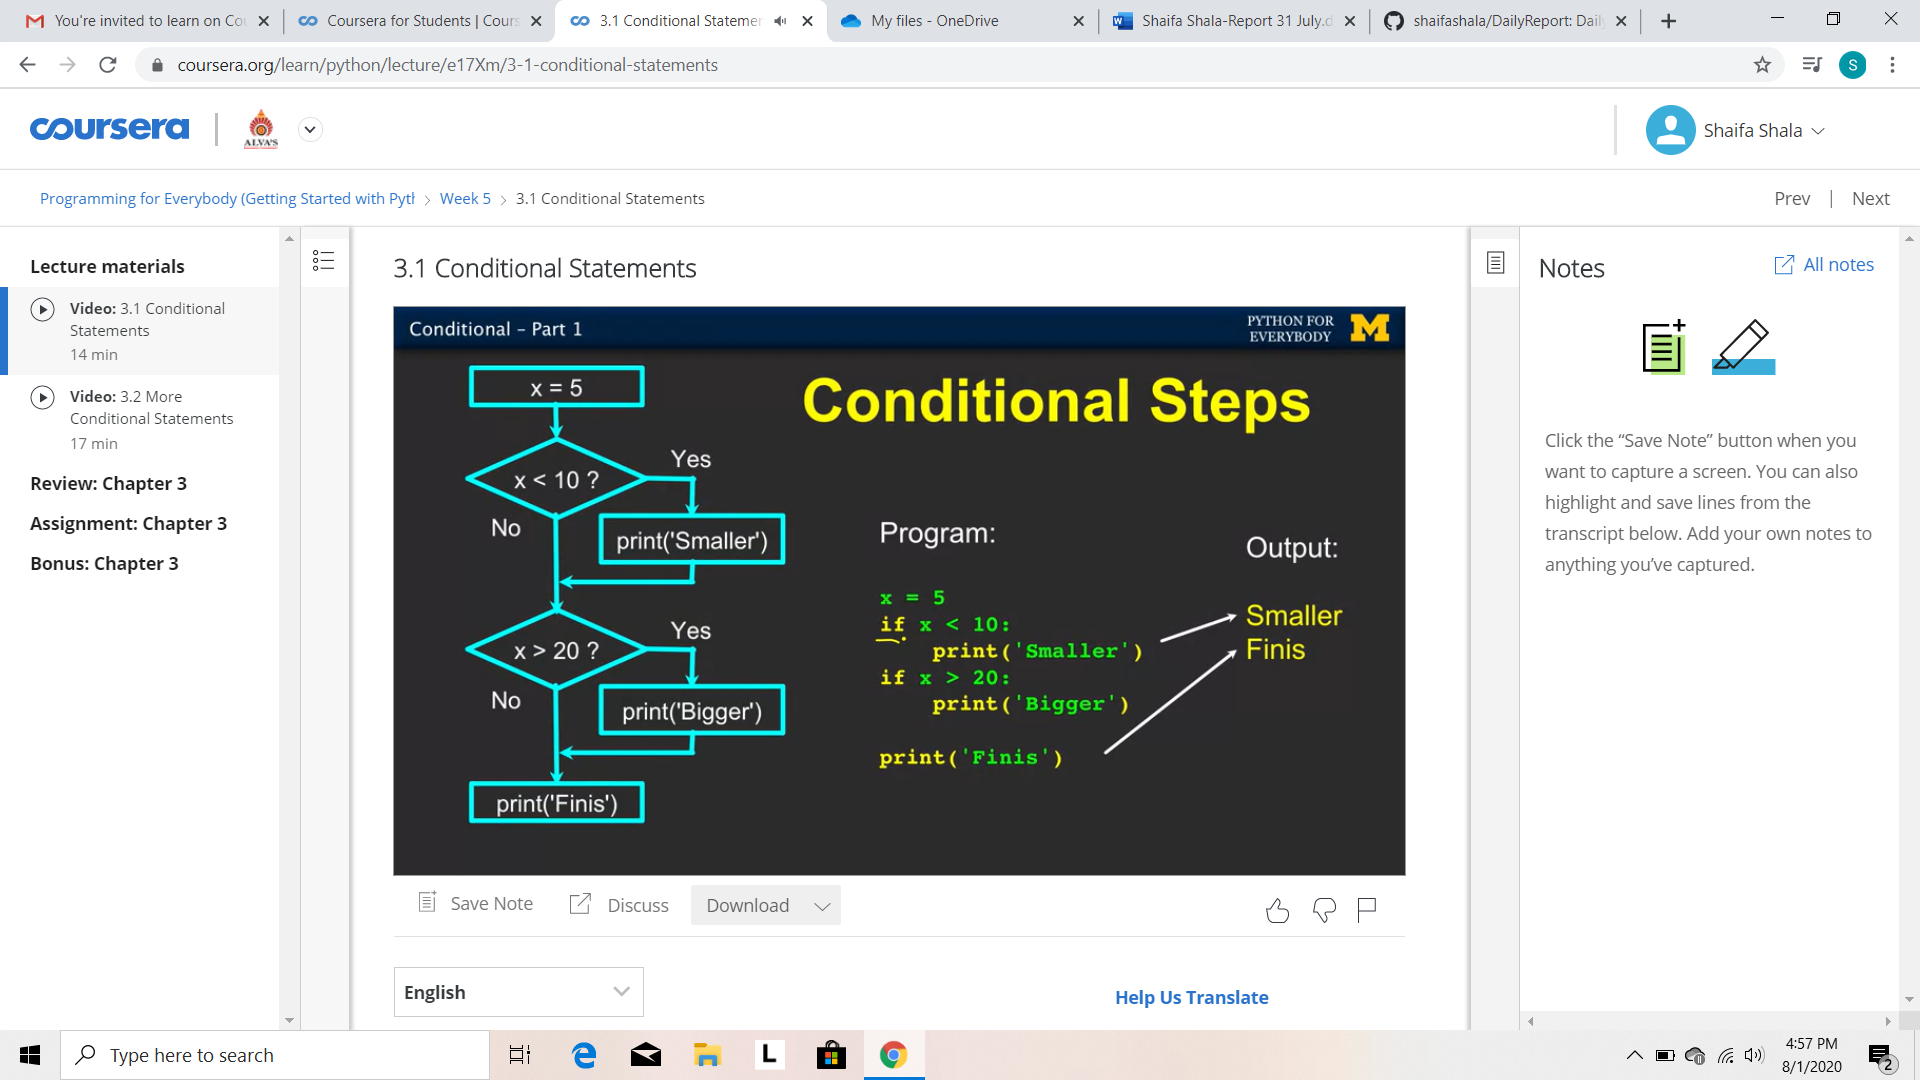 You're invited to learn on Cou
Coursera for Students | Cours
3.1 Conditional Statemen
My files - OneDrive
Shaifa Shala-Report 31 July.d
shaifashala/DailyReport: Daily
coursera.org/learn/python/lecture/e17Xm/3-1-conditional-statements
S
coursera
ALVA'S
Shaifa Shala
Programming for Everybody (Getting Started with Pyth
Week 5
3.1 Conditional Statements
Prev | Next
Lecture materials
Video: 3.1 Conditional
Statements
14 min
Video: 3.2 More
Conditional Statements
17 min
Review: Chapter 3
Assignment: Chapter 3
Bonus: Chapter 3
3.1 Conditional Statements
Conditional – Part 1
PYTHON FOR
EVERYBODY
M
x = 5
x < 10 ?
Yes
No
print('Smaller')
x > 20 ?
Yes
No
print('Bigger')
print('Finis')
Conditional Steps
Program:
x = 5
if x < 10:
print('Smaller')
if x > 20:
print('Bigger')
print('Finis')
Output:
Smaller
Finis
Save Note
Discuss
Download
English
Help Us Translate
Notes
All notes
Click the “Save Note” button when you
want to capture a screen. You can also
highlight and save lines from the
transcript below. Add your own notes to
anything you’ve captured.
Type here to search
L
4:57 PM
8/1/2020
2